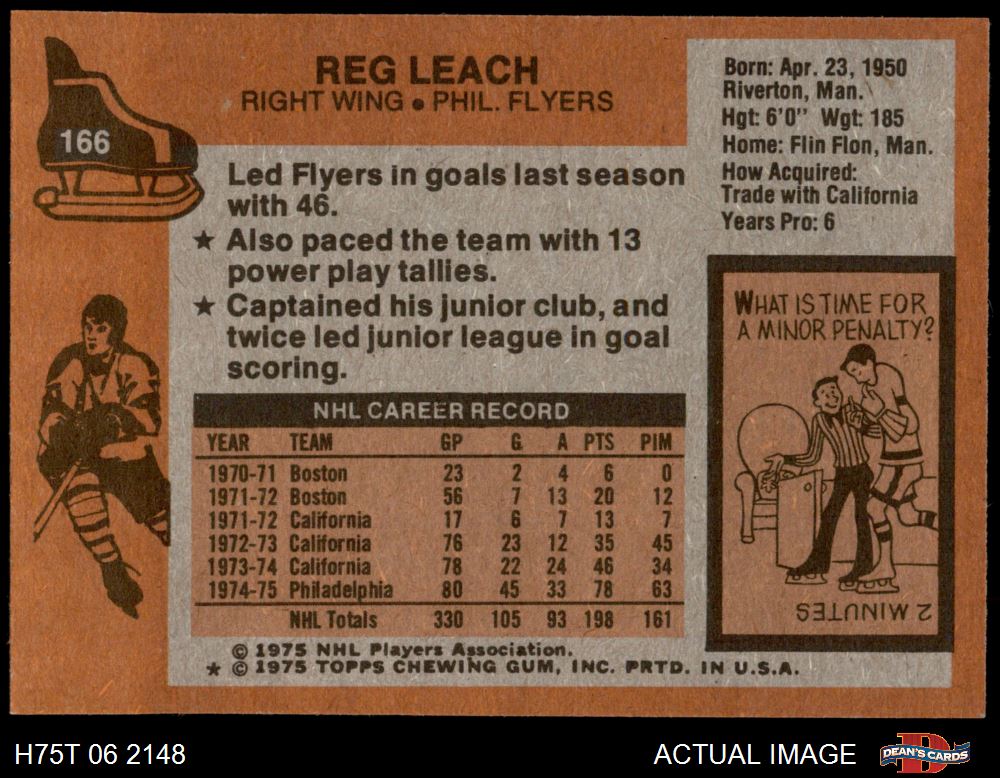 166
REG LEACH
RIGHT WING • PHIL. FLYERS
Led Flyers in goals last season
with 46.
★ Also paced the team with 13
power play tallies.
★ Captained his junior club, and
twice led junior league in goal
scoring.
Born: Apr. 23, 1950
Riverton, Man.
Hgt: 6'0" Wgt: 185
Home: Flin Flon, Man.
How Acquired:
Trade with California
Years Pro: 6
WHAT IS TIME FOR
A MINOR PENALTY?
2 MINUTES
NHL CAREER RECORD
YEAR TEAM GP G A PTS PIM
1970-71 Boston 23 2 4 6 0
1971-72 Boston 56 7 13 20 12
1971-72 California 17 6 7 13 7
1972-73 California 76 23 12 35 45
1973-74 California 78 22 24 46 34
1974-75 Philadelphia 80 45 33 78 63
NHL Totals 330 105 93 198 161
© 1975 NHL Players Association.
★ © 1975 TOPPS CHEWING GUM, INC. PRTD. IN U.S.A.
H75T 06 2148
ACTUAL IMAGE
D
DEAN'S CARDS